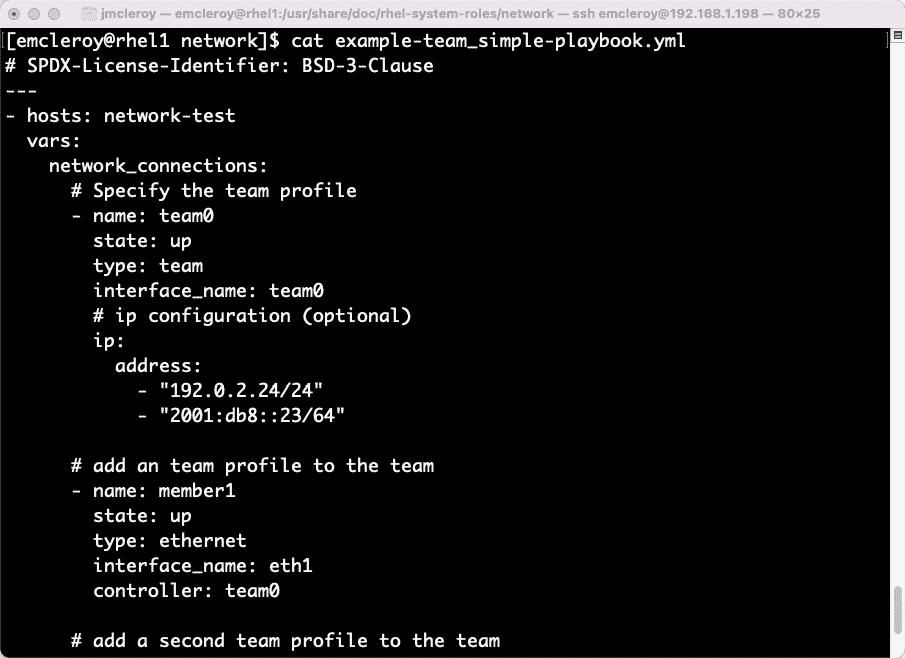 jmcleroy — emcleroy@rhel1:/usr/share/doc/rhel-system-roles/network — ssh emcleroy@192.168.1.198 — 80×25
[emcleroy@rhel1 network]$ cat example-team_simple-playbook.yml
# SPDX-License-Identifier: BSD-3-Clause
---
- hosts: network-test
  vars:
    network_connections:
      # Specify the team profile
      - name: team0
        state: up
        type: team
        interface_name: team0
        # ip configuration (optional)
        ip:
          address:
            - "192.0.2.24/24"
            - "2001:db8::23/64"

      # add an team profile to the team
      - name: member1
        state: up
        type: ethernet
        interface_name: eth1
        controller: team0

      # add a second team profile to the team